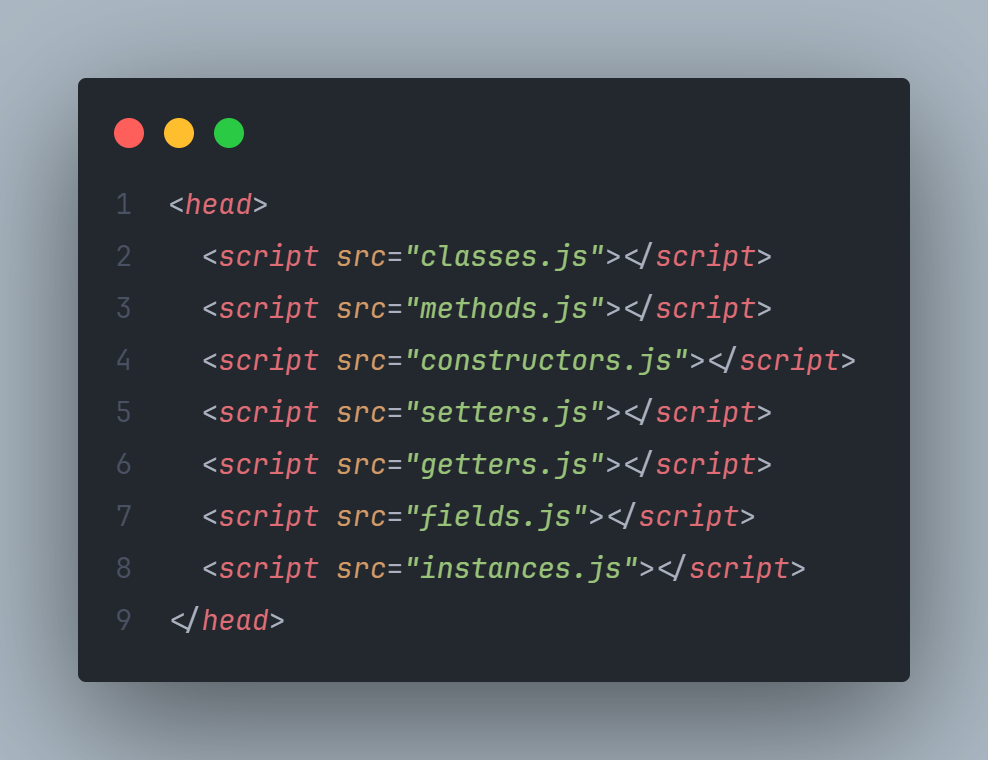 1 <head>
2   <script src="classes.js"></script>
3   <script src="methods.js"></script>
4   <script src="constructors.js"></script>
5   <script src="setters.js"></script>
6   <script src="getters.js"></script>
7   <script src="fields.js"></script>
8   <script src="instances.js"></script>
9 </head>